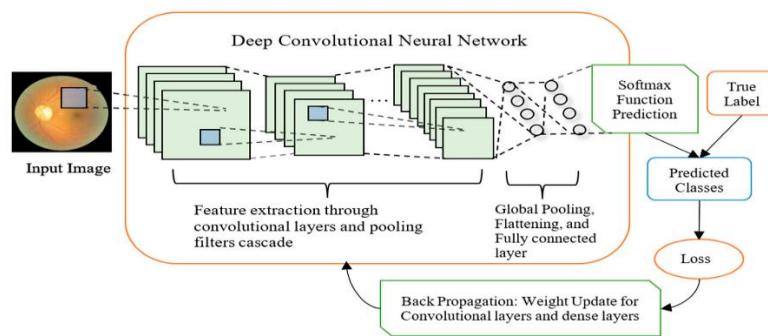 Deep Convolutional Neural Network
Input Image
Feature extraction through
convolutional layers and pooling
filters cascade
Global Pooling,
Flattening, and
Fully connected
layer
Softmax
Function
Prediction
True
Label
Predicted
Classes
Loss
Back Propagation: Weight Update for
Convolutional layers and dense layers